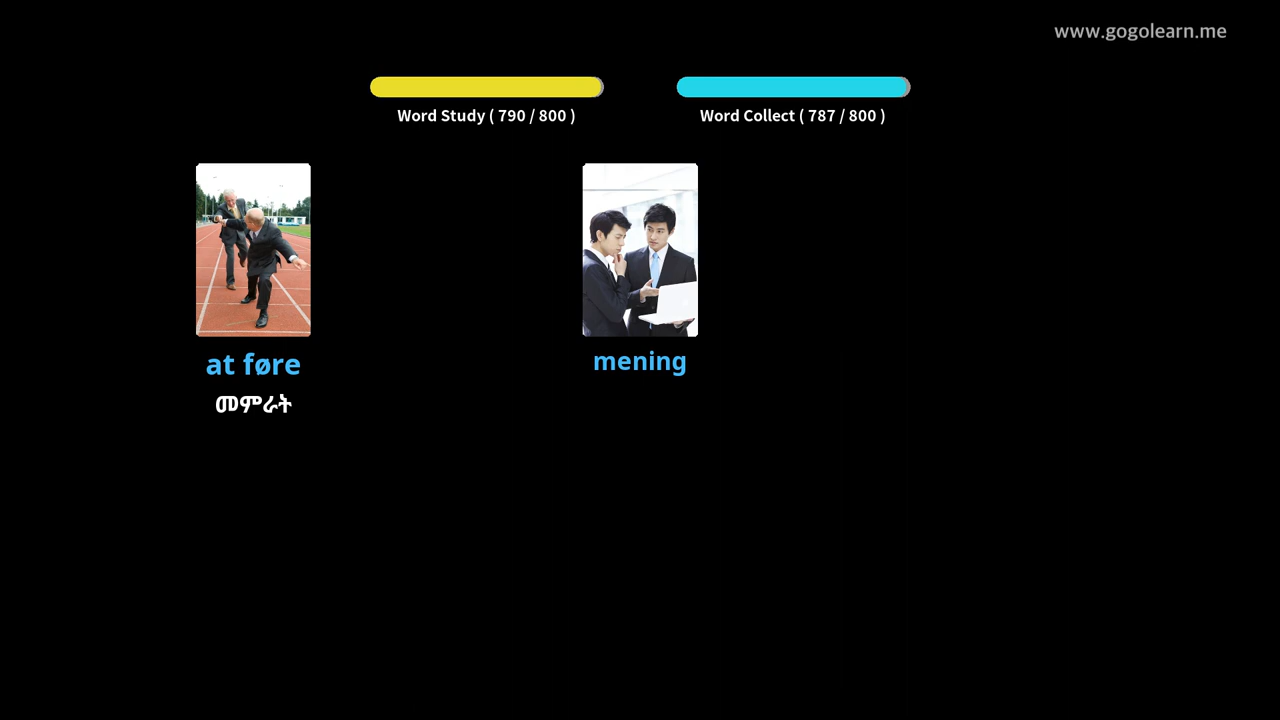 www.gogolearn.me
Word Study ( 790 / 800 )
Word Collect ( 787 / 800 )
at føre
መምራት
mening